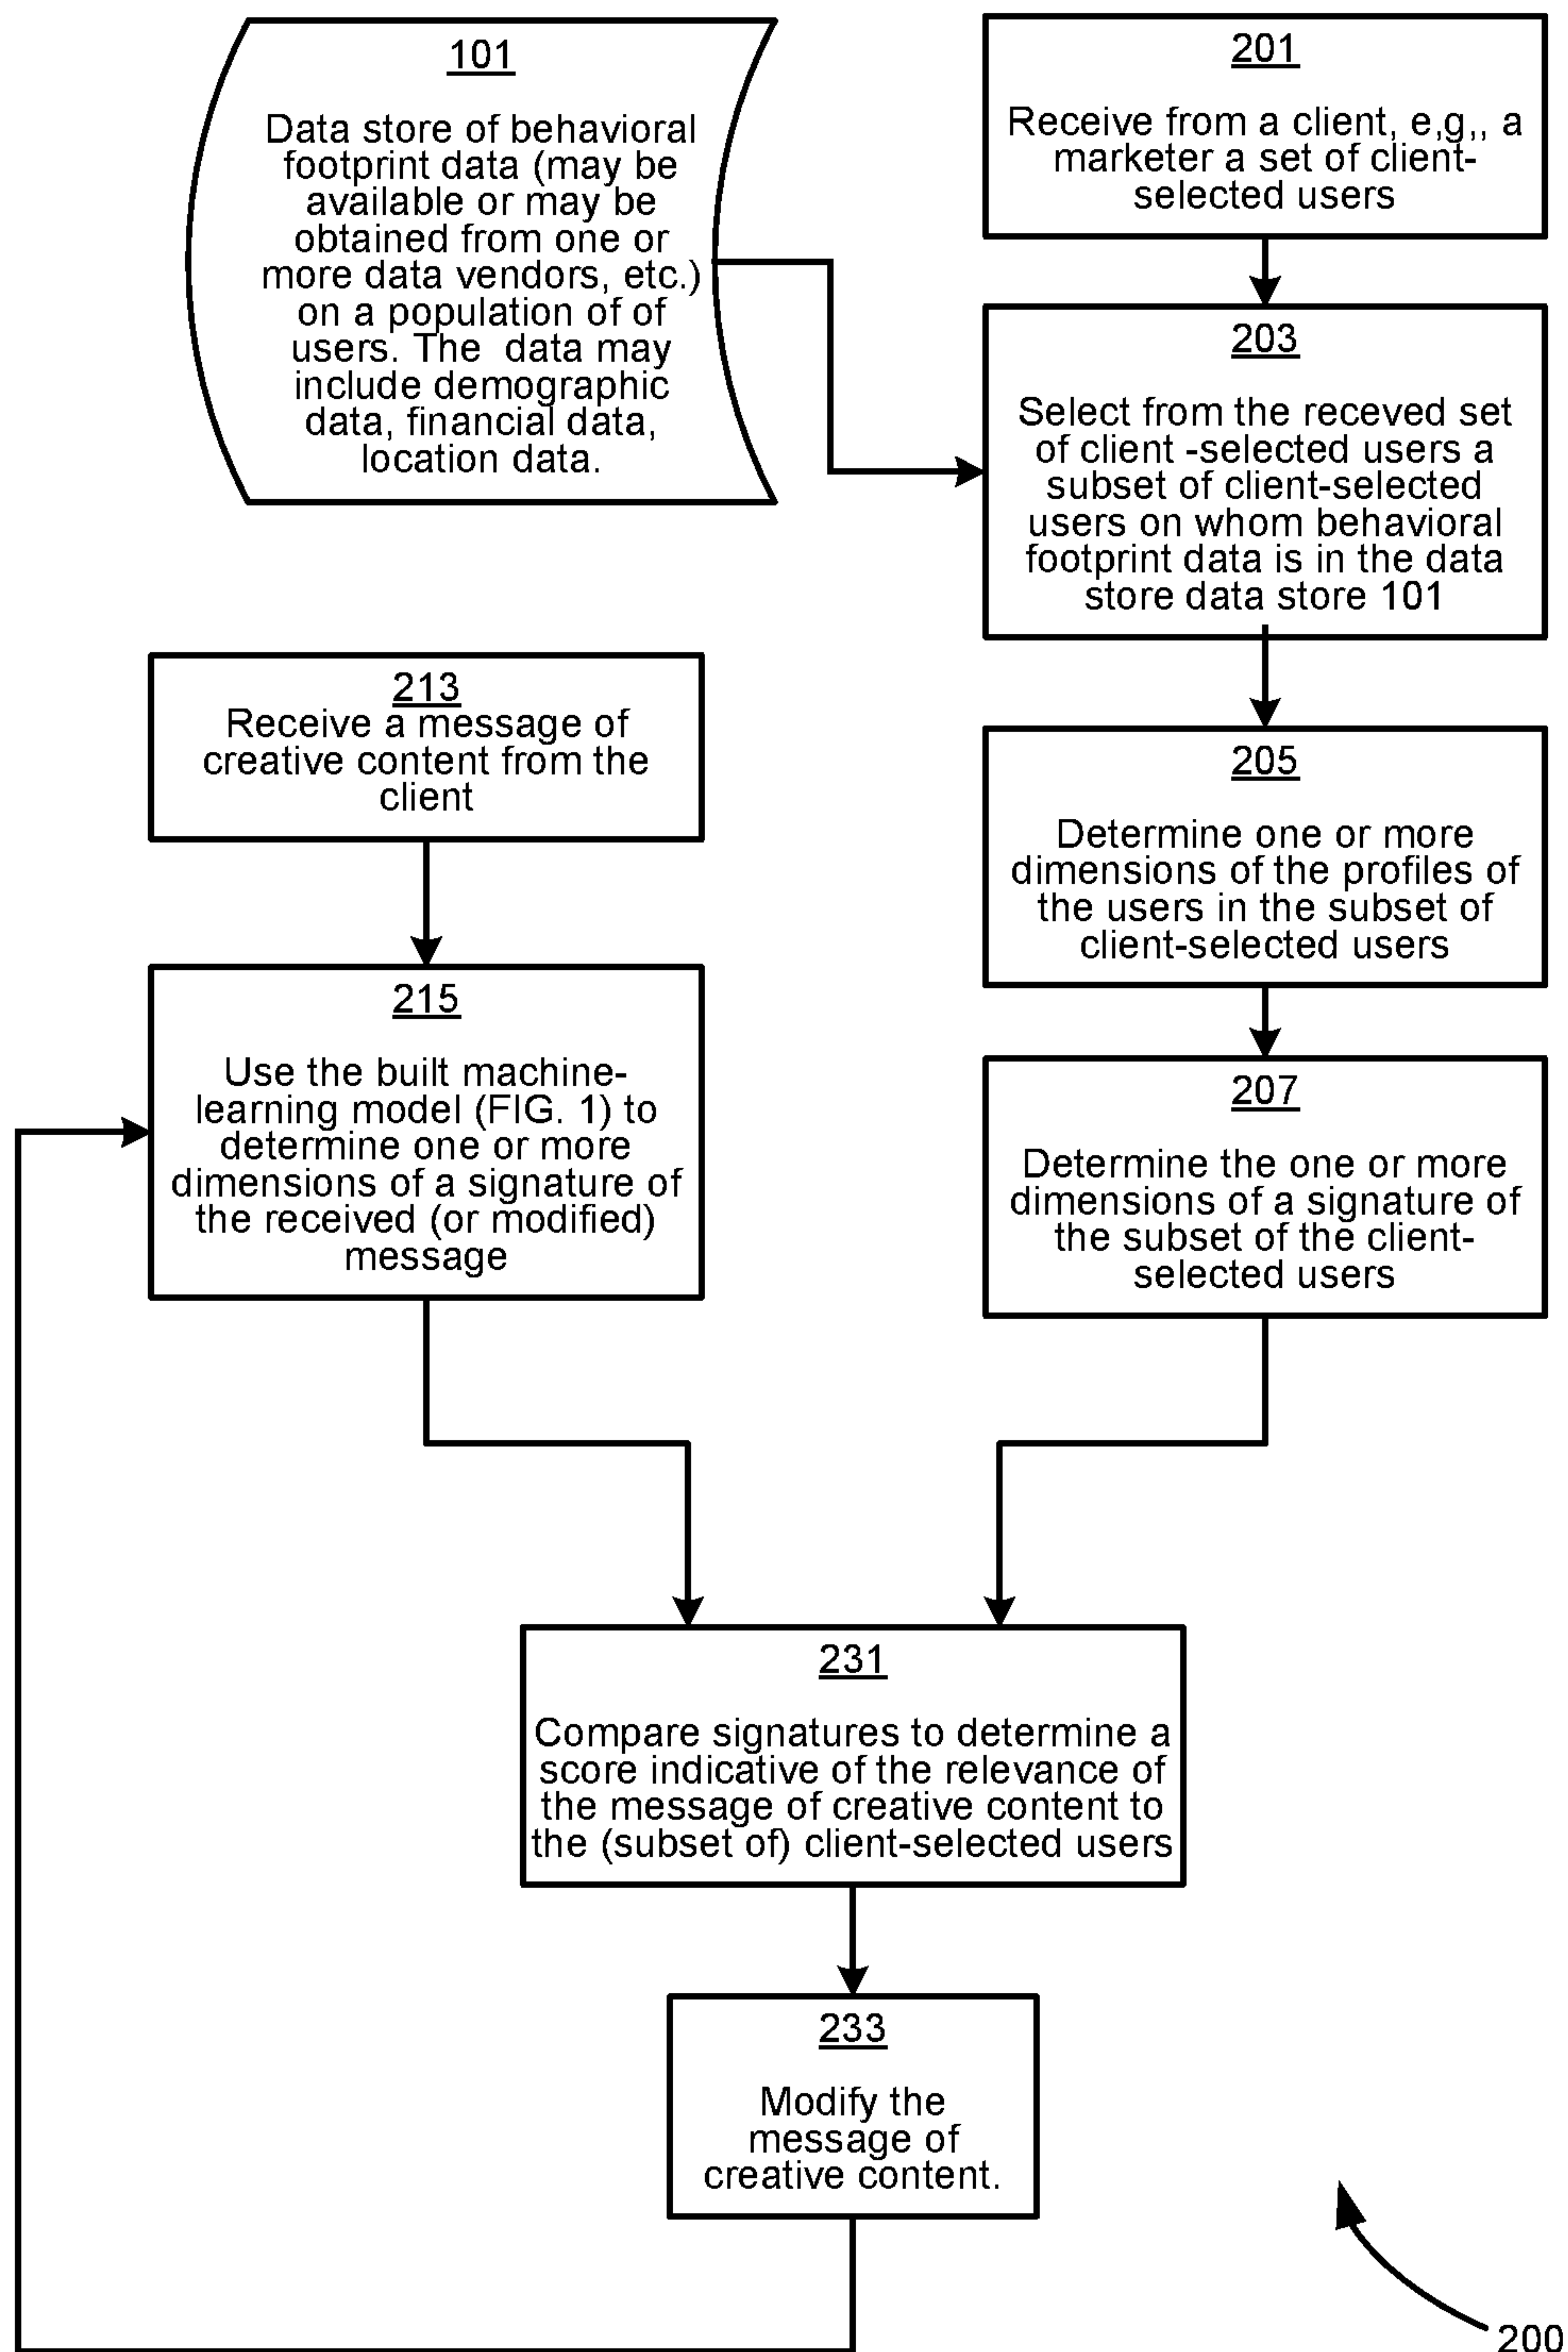 101
Data store of behavioral
footprint data (may be
available or may be
obtained from one or
more data vendors, etc.)
on a population of of
users. The data may
include demographic
data, financial data,
location data.
201
Receive from a client, e,g,, a
marketer a set of client-
selected users
203
Select from the receved set
of client -selected users a
subset of client-selected
users on whom behavioral
footprint data is in the data
store data store 101
213
Receive a message of
creative content from the
client
205
Determine one or more
dimensions of the profiles of
the users in the subset of
client-selected users
215
Use the built machine-
learning model (FIG. 1) to
determine one or more
dimensions of a signature of
the received (or modified)
message
207
Determine the one or more
dimensions of a signature of
the subset of the client-
selected users
231
Compare signatures to determine a
score indicative of the relevance of
the message of creative content to
the (subset of) client-selected users
233
Modify the
message of
creative content.
200